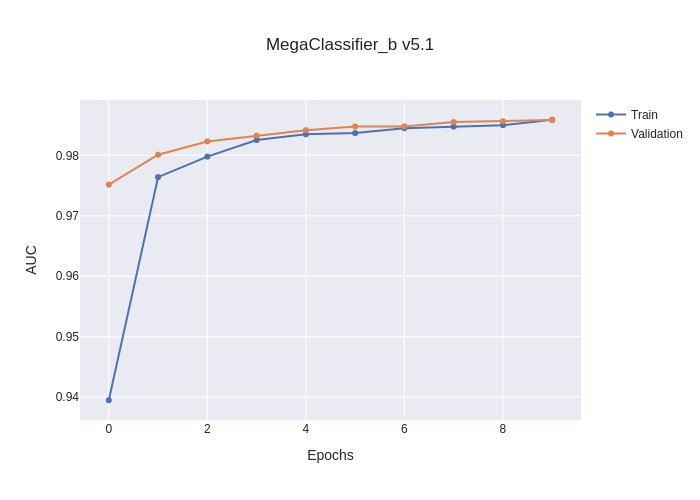 MegaClassifier_b v5.1
Train
Validation
AUC
0.98
0.97
0.96
0.95
0.94
0 2 4 6 8
Epochs